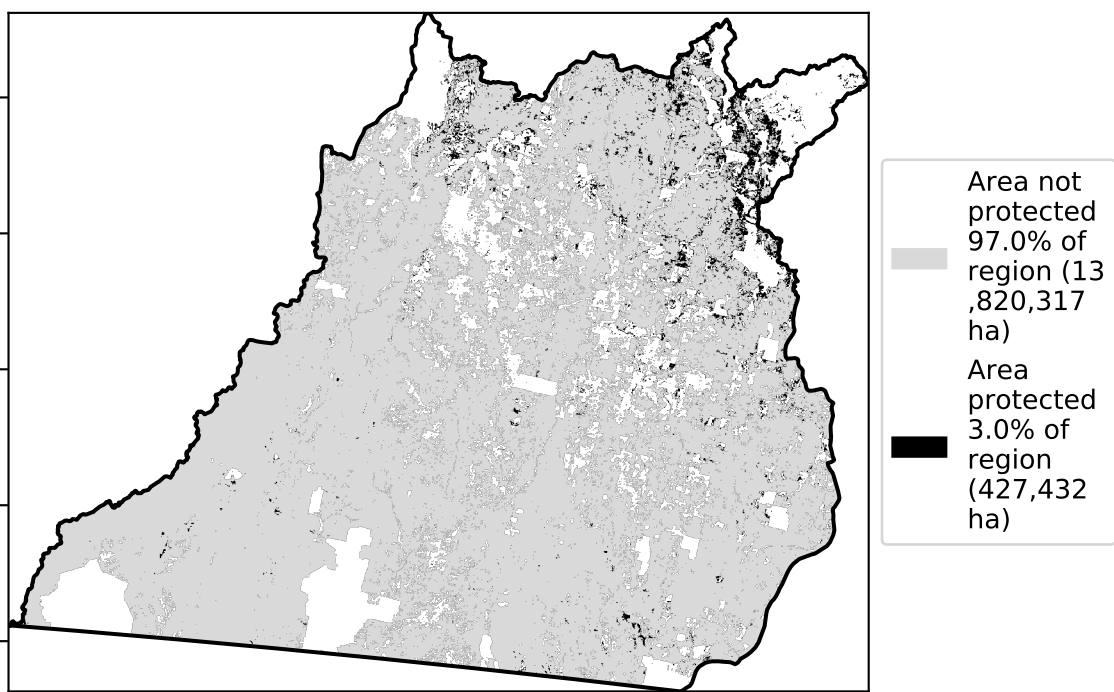 Area not
protected
97.0% of
region (13
,820,317
ha)
Area
protected
3.0% of
region
(427,432
ha)